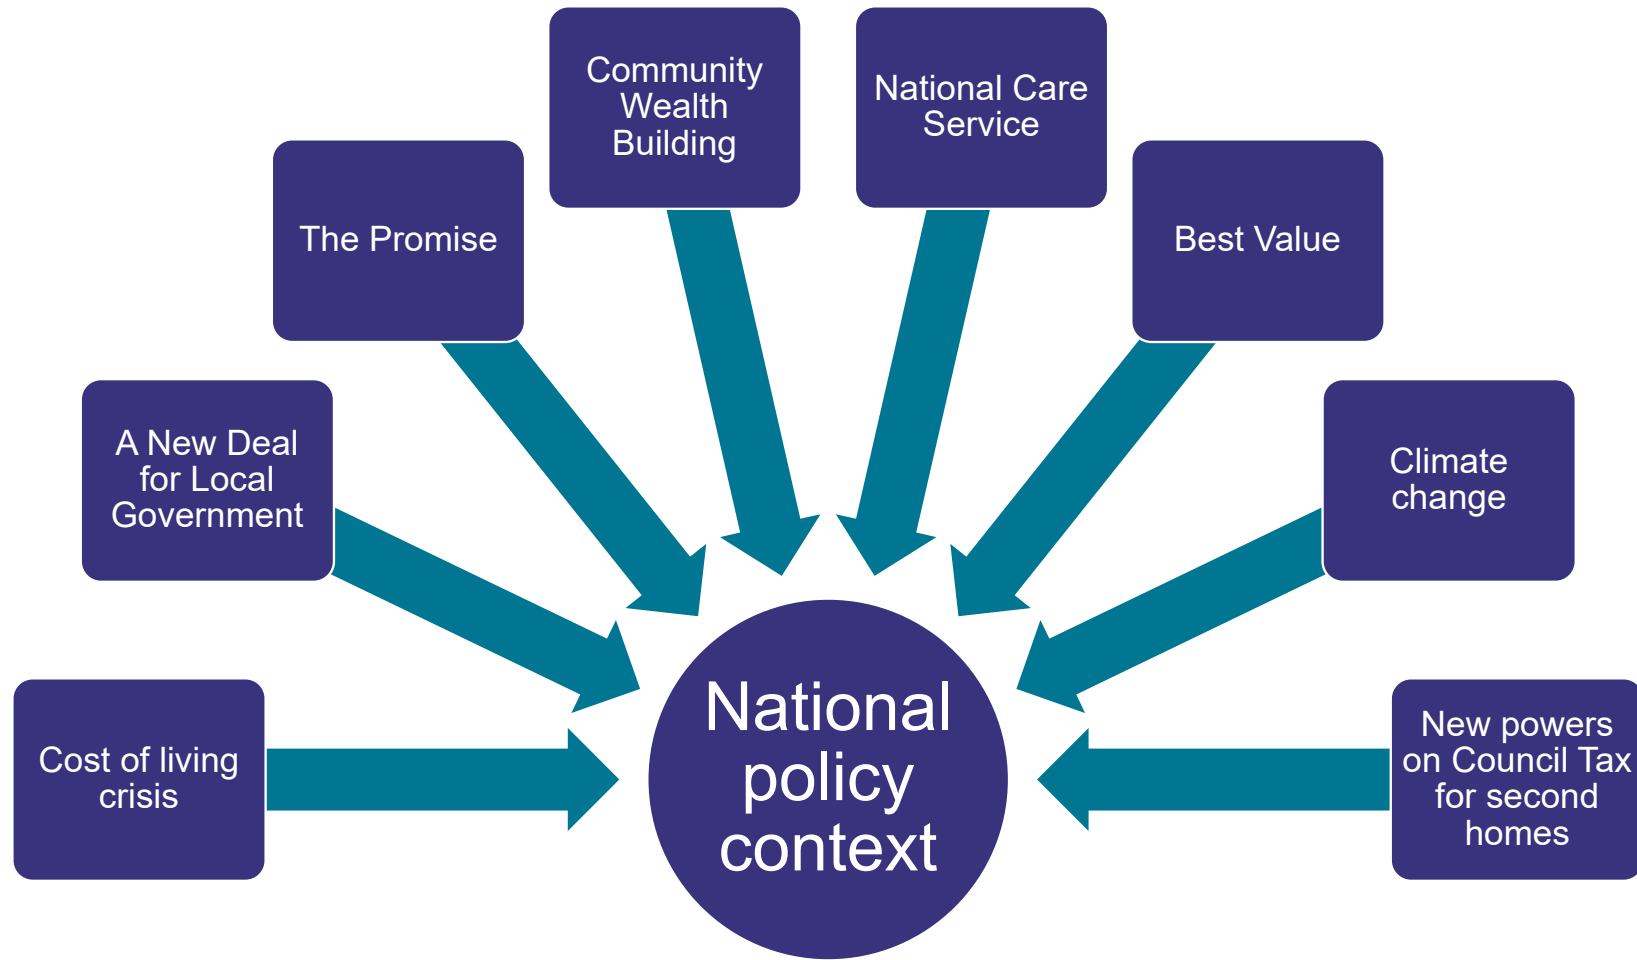 Community
Wealth
Building
National Care
Service
The Promise
Best Value
A New Deal
for Local
Government
Climate
change
Cost of living
crisis
National
policy
context
New powers
on Council Tax
for second
homes